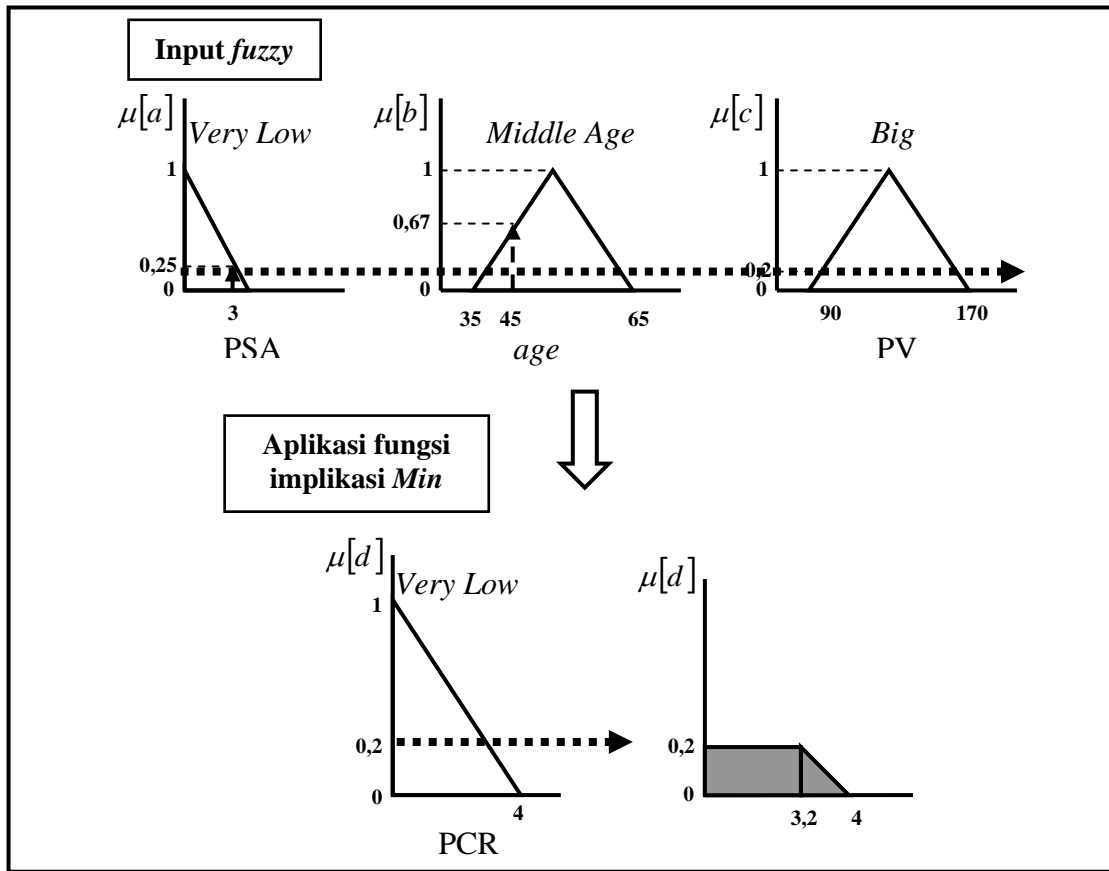 Input fuzzy
μ[a] Very Low
1
0,25
0
3
PSA
μ[b] Middle Age
1
0,67
0
35 45 65
age
μ[c] Big
1
0,2
0
90 170
PV
Aplikasi fungsi
implikasi Min
μ[d] Very Low
1
0,2
0
4
PCR
μ[d]
0,2
0
3,2 4